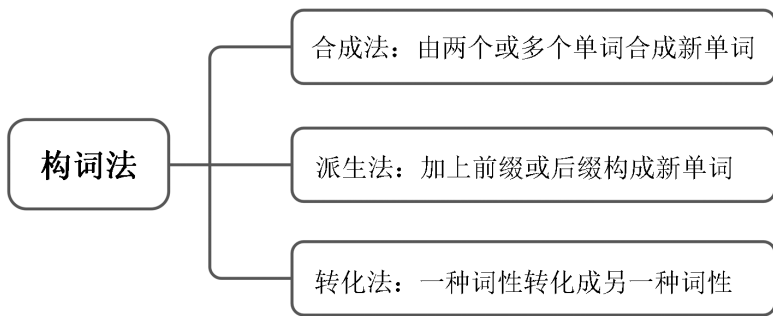 构词法
合成法：由两个或多个单词合成新单词
派生法：加上前缀或后缀构成新单词
转化法：一种词性转化成另一种词性